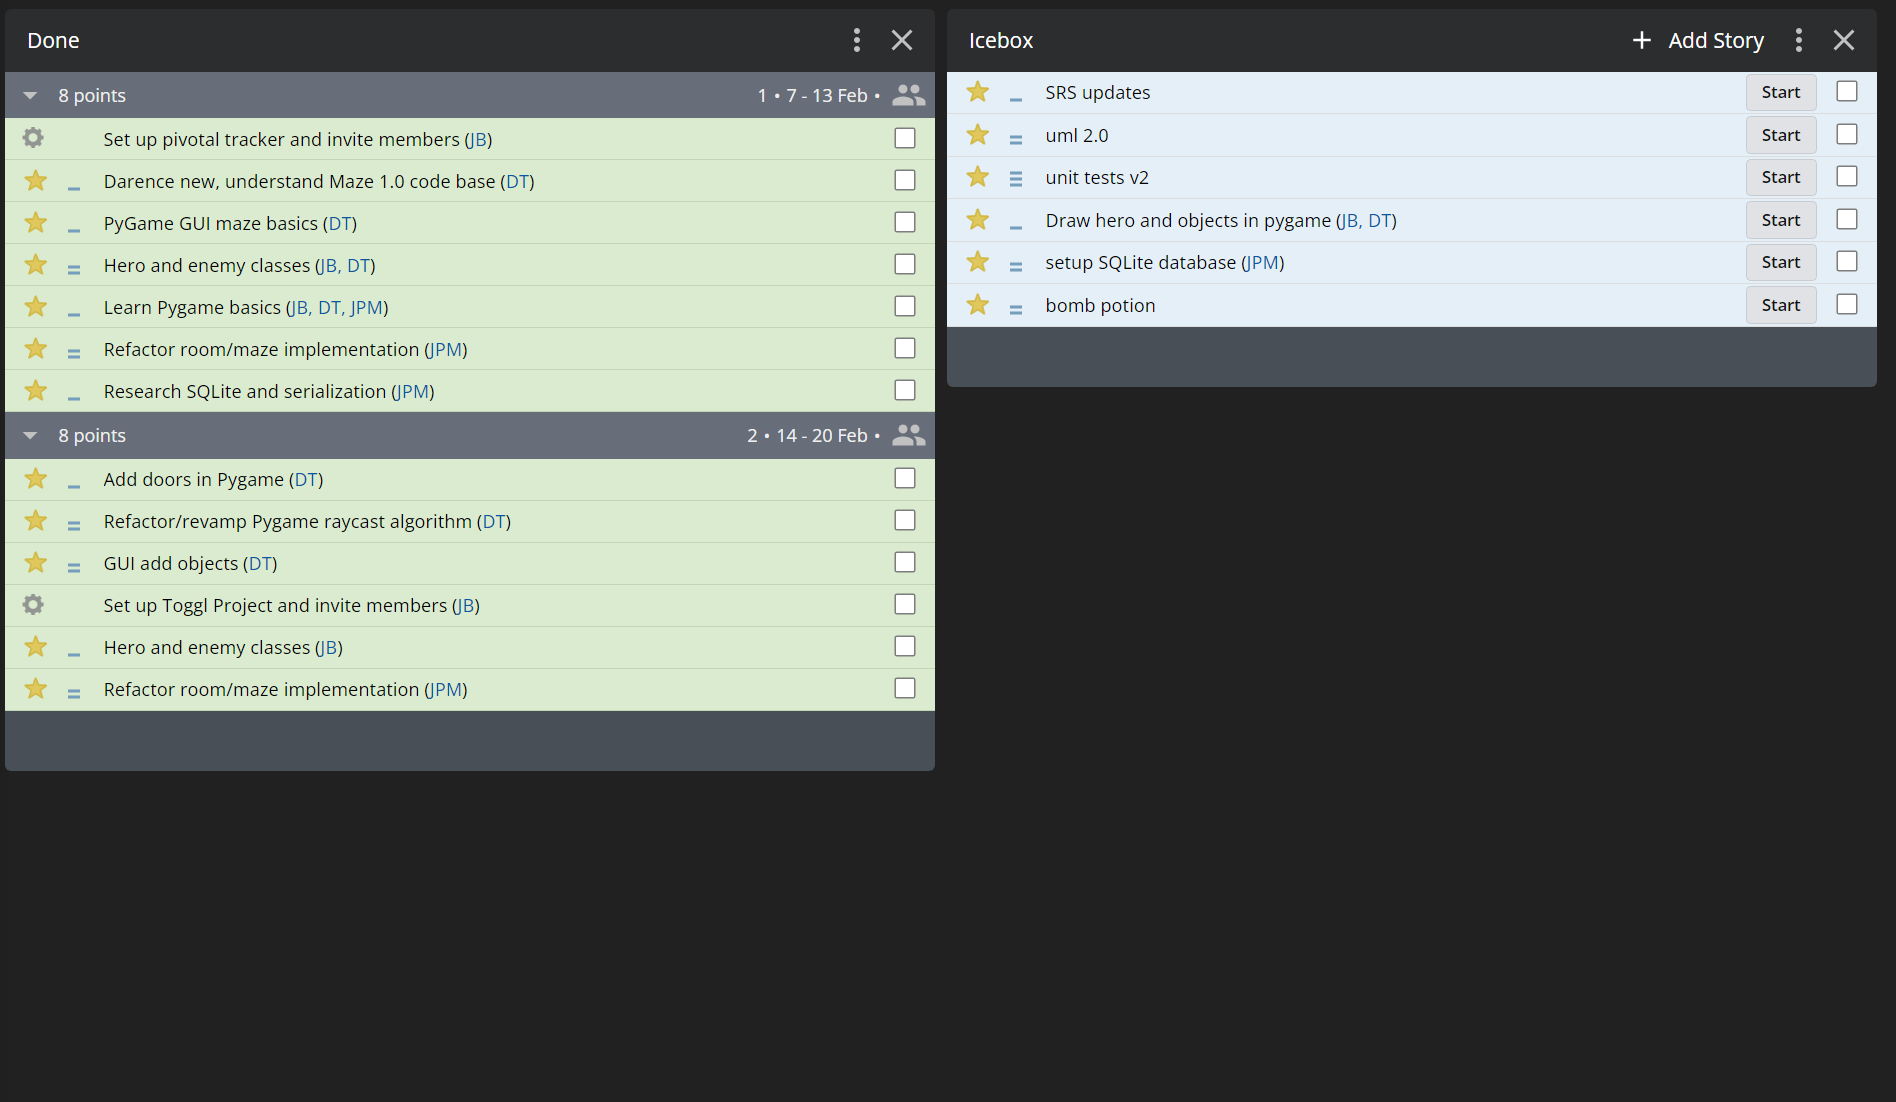 Done
8 points 1 • 7 - 13 Feb •
Set up pivotal tracker and invite members (JB)
Darence new, understand Maze 1.0 code base (DT)
PyGame GUI maze basics (DT)
Hero and enemy classes (JB, DT)
Learn Pygame basics (JB, DT, JPM)
Refactor room/maze implementation (JPM)
Research SQLite and serialization (JPM)
8 points 2 • 14 - 20 Feb •
Add doors in Pygame (DT)
Refactor/revamp Pygame raycast algorithm (DT)
GUI add objects (DT)
Set up Toggl Project and invite members (JB)
Hero and enemy classes (JB)
Refactor room/maze implementation (JPM)
Icebox + Add Story
SRS updates Start
uml 2.0 Start
unit tests v2 Start
Draw hero and objects in pygame (JB, DT) Start
setup SQLite database (JPM) Start
bomb potion Start